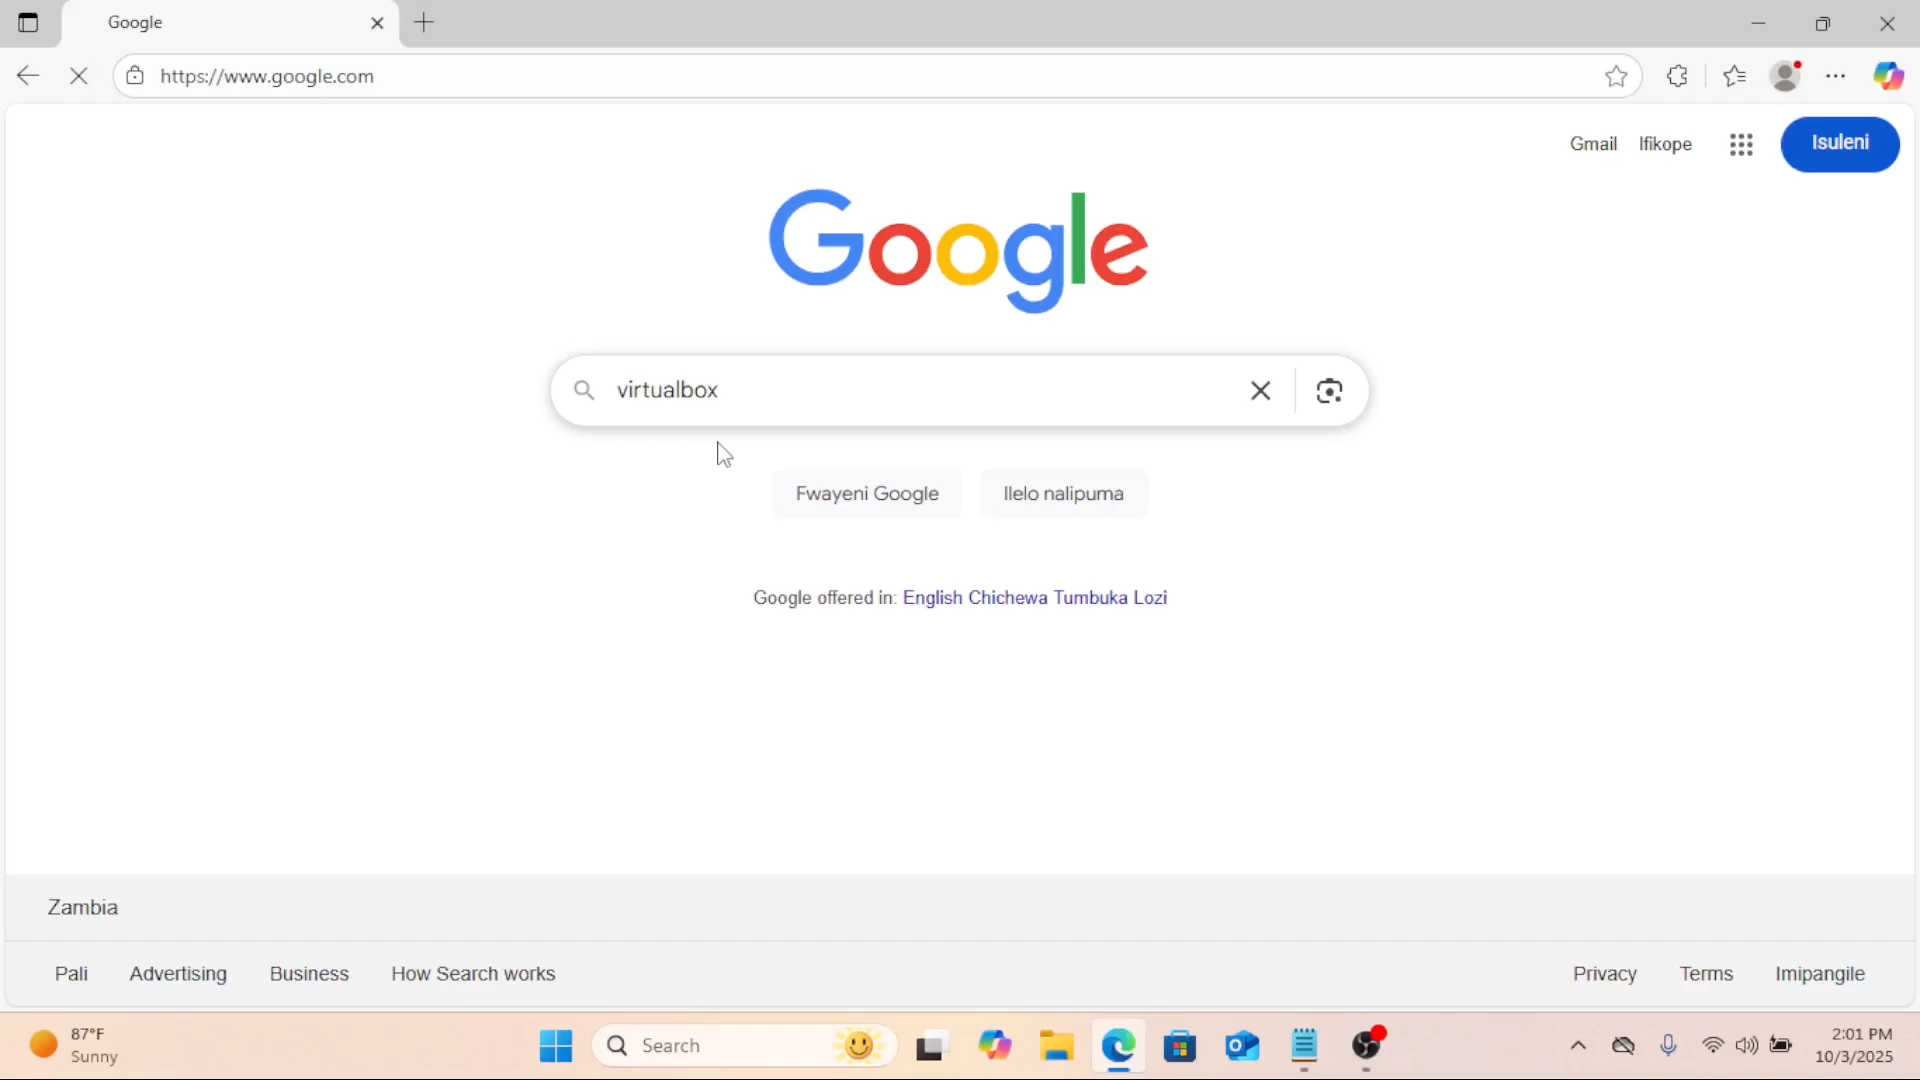 Google
https://www.google.com
Gmail Ifikope Isuleni
Google
virtualbox
Fwayeni Google Ilelo nalipuma
Google offered in: English Chichewa Tumbuka Lozi
Zambia
Pali Advertising Business How Search works Privacy Terms Imipangile
87°F
Sunny
Search
2:01 PM
10/3/2025